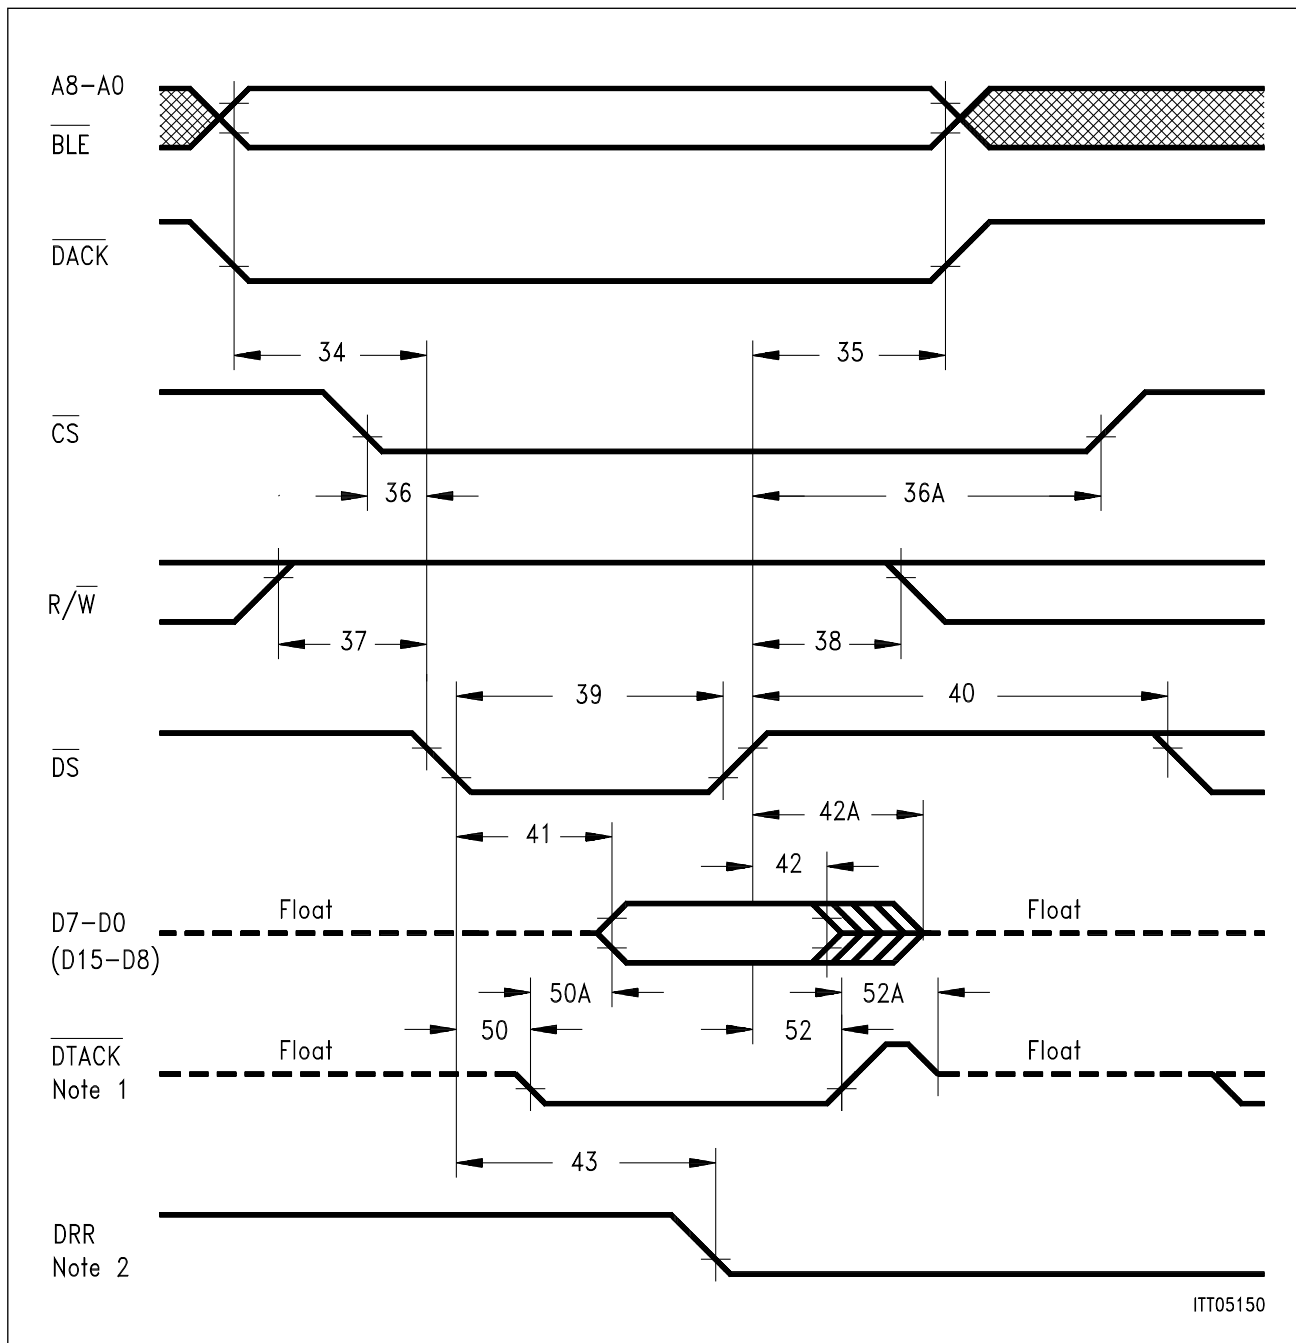 A8-A0
BLE
DACK
34
35
CS
36
36A
R/W
37
38
39
40
DS
42A
41
42
Float
Float
D7-D0
(D15-D8)
50A
52A
50
52
DTACK
Float
Float
Note 1
43
DRR
Note 2
ITT05150